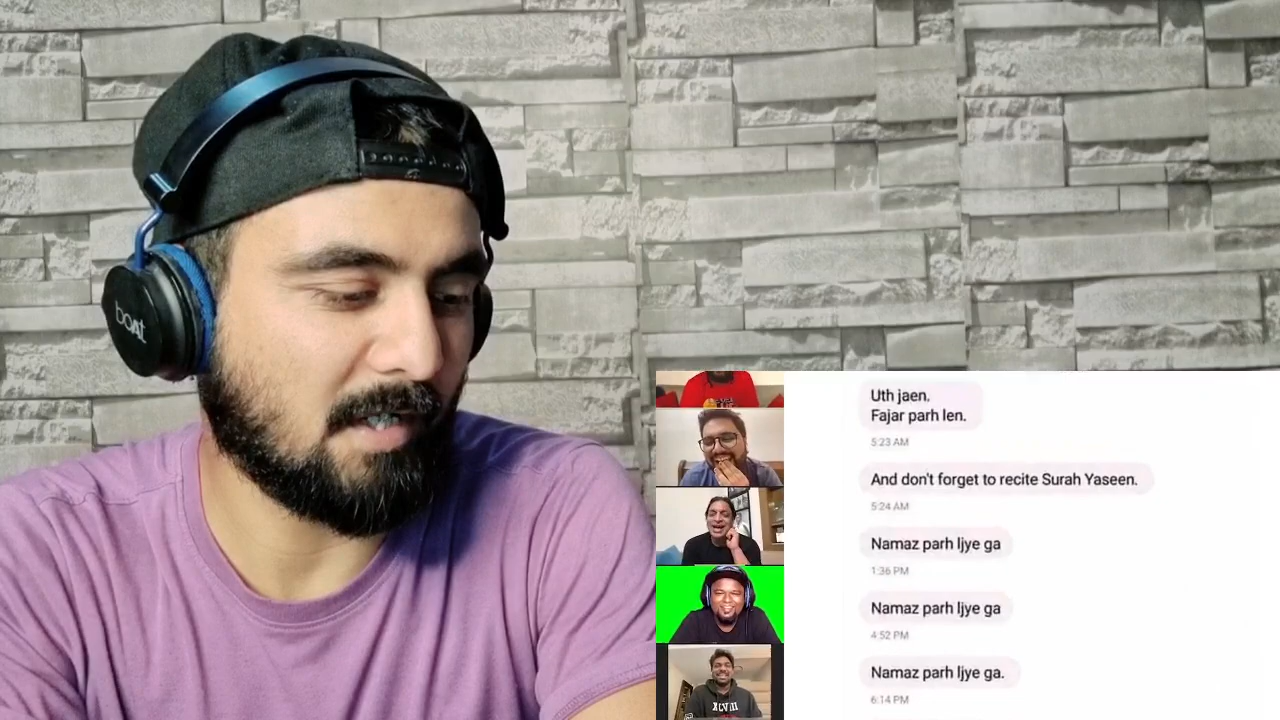 boAt
Uth jaen.
Fajar parh len.
5:23 AM
And don't forget to recite Surah Yaseen.
5:24 AM
Namaz parh ljye ga
1:36 PM
Namaz parh ljye ga
4:52 PM
Namaz parh ljye ga.
6:14 PM
XCVIII